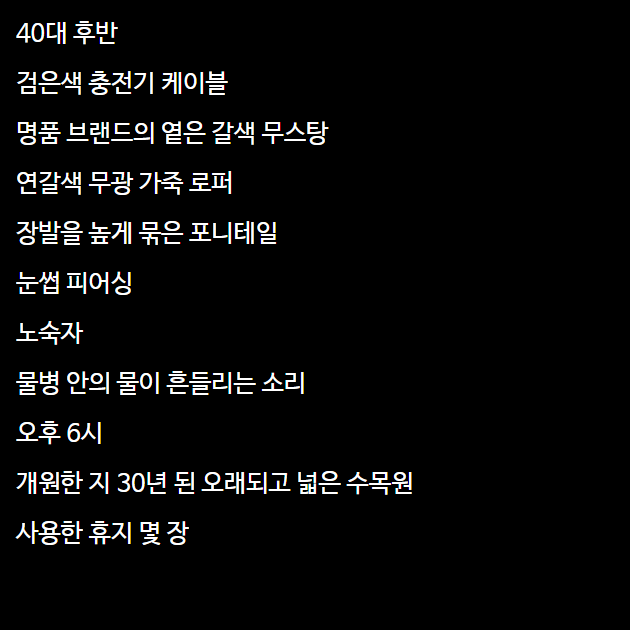 40대 후반
검은색 충전기 케이블
명품 브랜드의 옅은 갈색 무스탕
연갈색 무광 가죽 로퍼
장발을 높게 묶은 포니테일
눈썹 피어싱
노숙자
물병 안의 물이 흔들리는 소리
오후 6시
개원한 지 30년 된 오래되고 넓은 수목원
사용한 휴지 몇 장